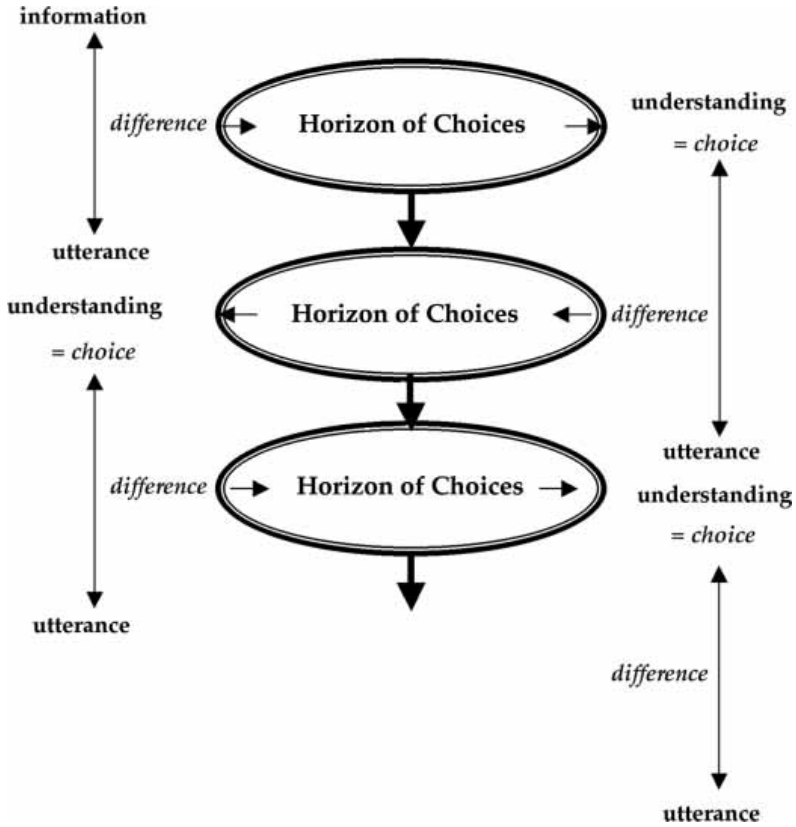 information
difference
Horizon of Choices
understanding
= choice
utterance
understanding
= choice
Horizon of Choices
difference
utterance
difference
Horizon of Choices
understanding
= choice
utterance
difference
utterance